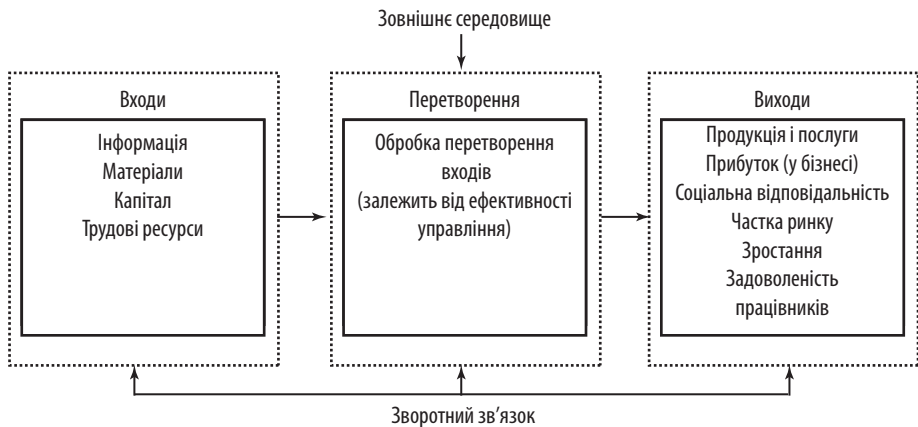 Зовнішнє середовище
Входи
Інформація
Матеріали
Капітал
Трудові ресурси
Перетворення
Обробка перетворення
входів
(залежить від ефективності
управління)
Виходи
Продукція і послуги
Прибуток (у бізнесі)
Соціальна відповідальність
Частка ринку
Зростання
Задоволеність
працівників
Зворотний зв'язок